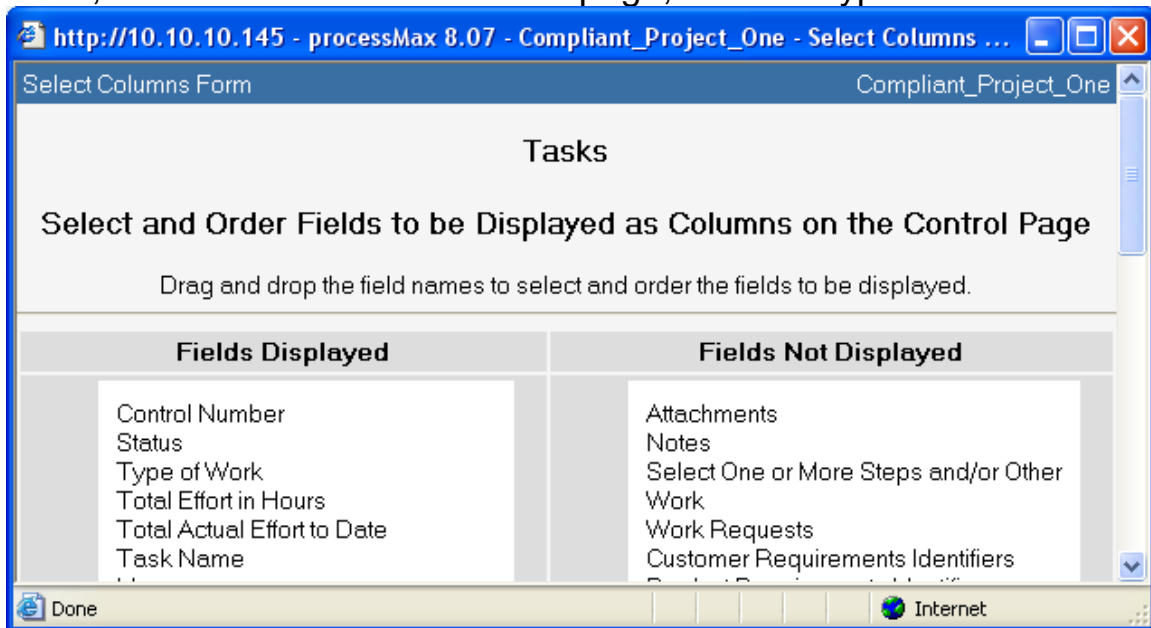 http://10.10.10.145 - processMax 8.07 - Compliant_Project_One - Select Columns ...
Select Columns Form Compliant_Project_One
Tasks
Select and Order Fields to be Displayed as Columns on the Control Page
Drag and drop the field names to select and order the fields to be displayed.
Fields Displayed
Control Number
Status
Type of Work
Total Effort in Hours
Total Actual Effort to Date
Task Name
Fields Not Displayed
Attachments
Notes
Select One or More Steps and/or Other
Work
Work Requests
Customer Requirements Identifiers
Done Internet